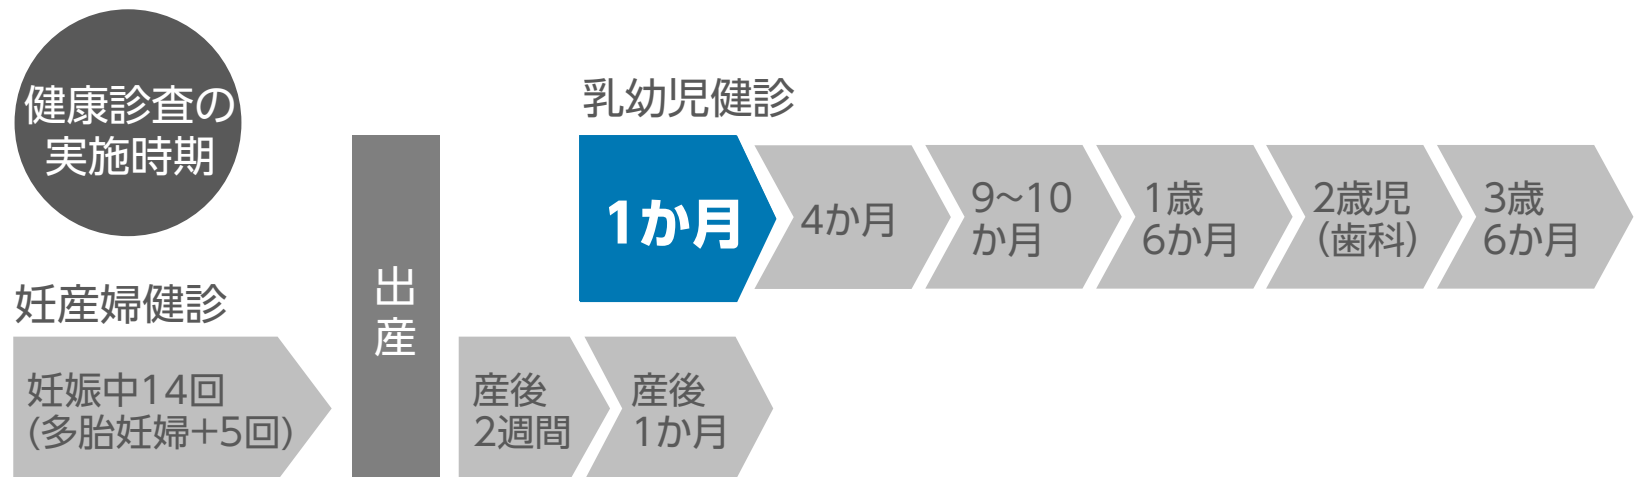 健康診査の
実施時期
妊産婦健診
妊娠中14回
(多胎妊婦+5回)
出産
産後
2週間
産後
1か月
乳幼児健診
1か月
4か月
9~10
か月
1歳
6か月
2歳児
(歯科)
3歳
6か月